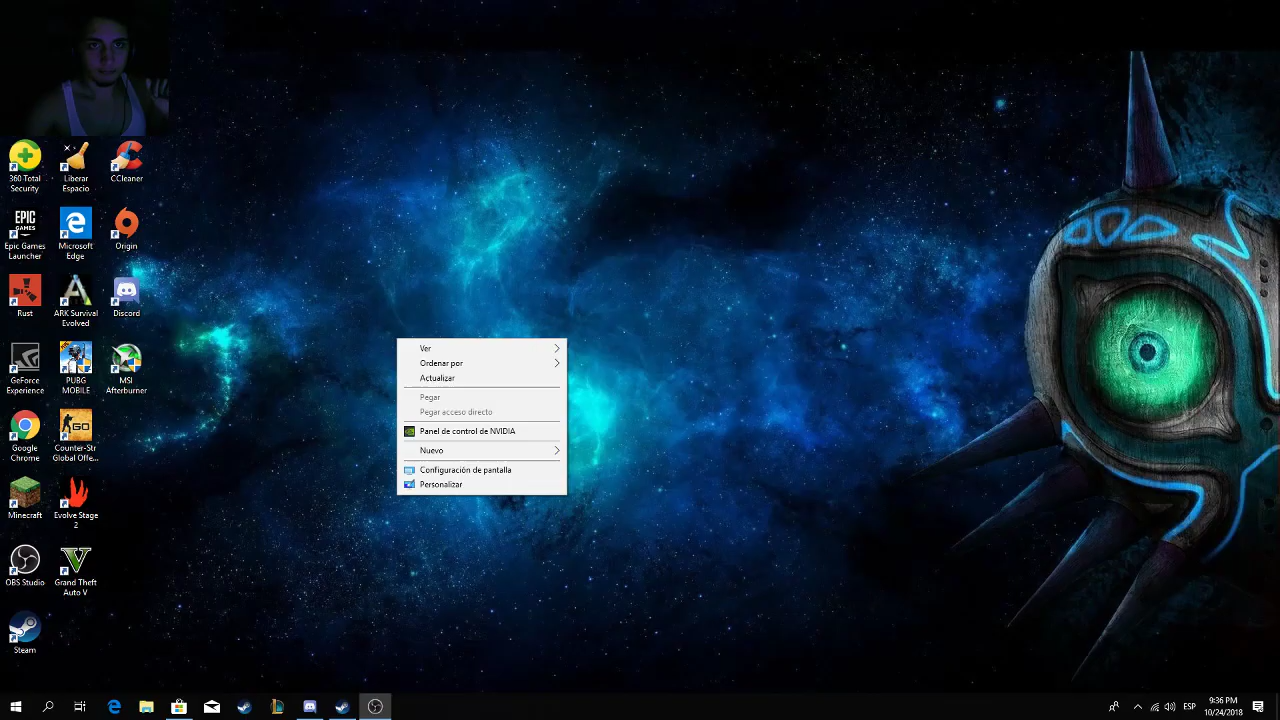 360 Total
Security
Liberar
Espacio
CCleaner
EPIC
GAMES
Epic Games
Launcher
Microsoft
Edge
Origin
Rust
ARK Survival
Evolved
Discord
GeForce
Experience
PUBG
MOBILE
MSI
Afterburner
Google
Chrome
GO
Counter-Str
Global Offe...
Minecraft
Evolve Stage
2
OBS Studio
Grand Theft
Auto V
Steam
Ver
Ordenar por
Actualizar
Pegar
Pegar acceso directo
Panel de control de NVIDIA
Nuevo
Configuración de pantalla
Personalizar
ESP
9:36 PM
10/24/2018